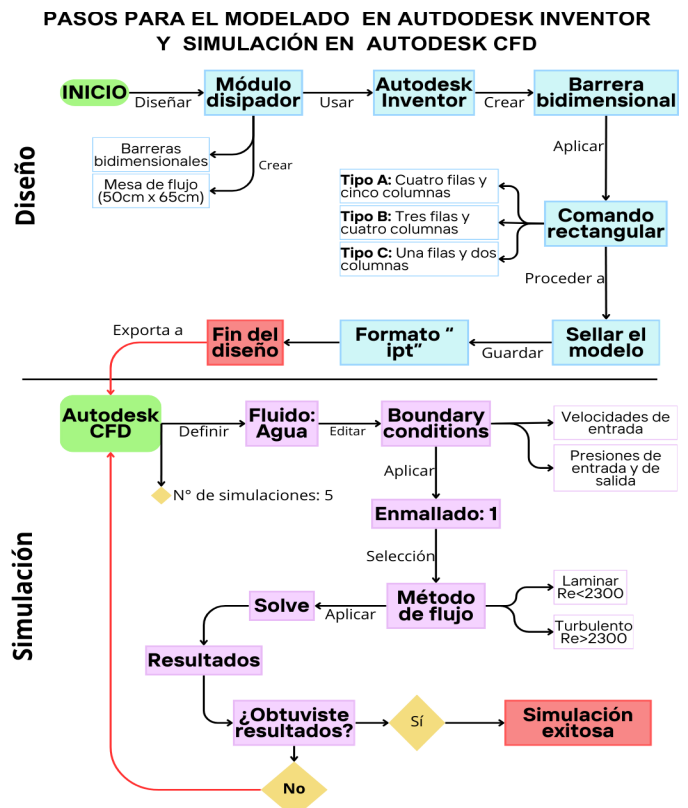 PASOS PARA EL MODELADO EN AUTDODESK INVENTOR
Y SIMULACIÓN EN AUTODESK CFD
Diseño
INICIO
Diseñar
Módulo
disipador
Usar
Autodesk
Inventor
Crear
Barrera
bidimensional
Barreras
bidimensionales
Mesa de flujo
(50cm x 65cm)
Crear
Aplicar
Tipo A: Cuatro filas y
cinco columnas
Tipo B: Tres filas y
cuatro columnas
Tipo C: Una filas y dos
columnas
Comando
rectangular
Proceder a
Sellar el
modelo
Guardar
Formato “
ipt”
Fin del
diseño
Exporta a
Simulación
Autodesk
CFD
Definir
Fluido:
Agua
Editar
Boundary
conditions
Velocidades de
entrada
Presiones de
entrada y de
salida
N° de simulaciones: 5
Aplicar
Enmallado: 1
Selección
Método
de flujo
Laminar
Re<2300
Turbulento
Re>2300
Aplicar
Solve
Resultados
¿Obtuviste
resultados?
Sí
Simulación
exitosa
No